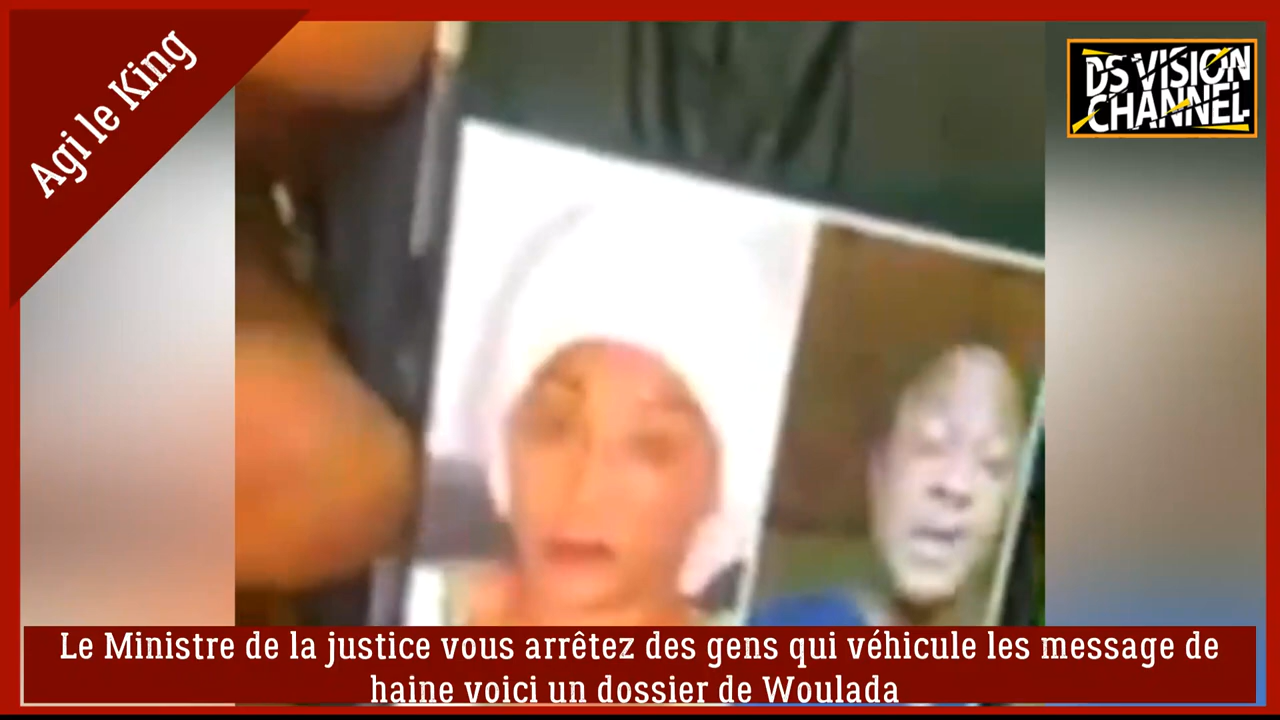 Agi le King
DS VISION
CHANNEL
Le Ministre de la justice vous arrêtez des gens qui véhicule les message de
haine voici un dossier de Woulada